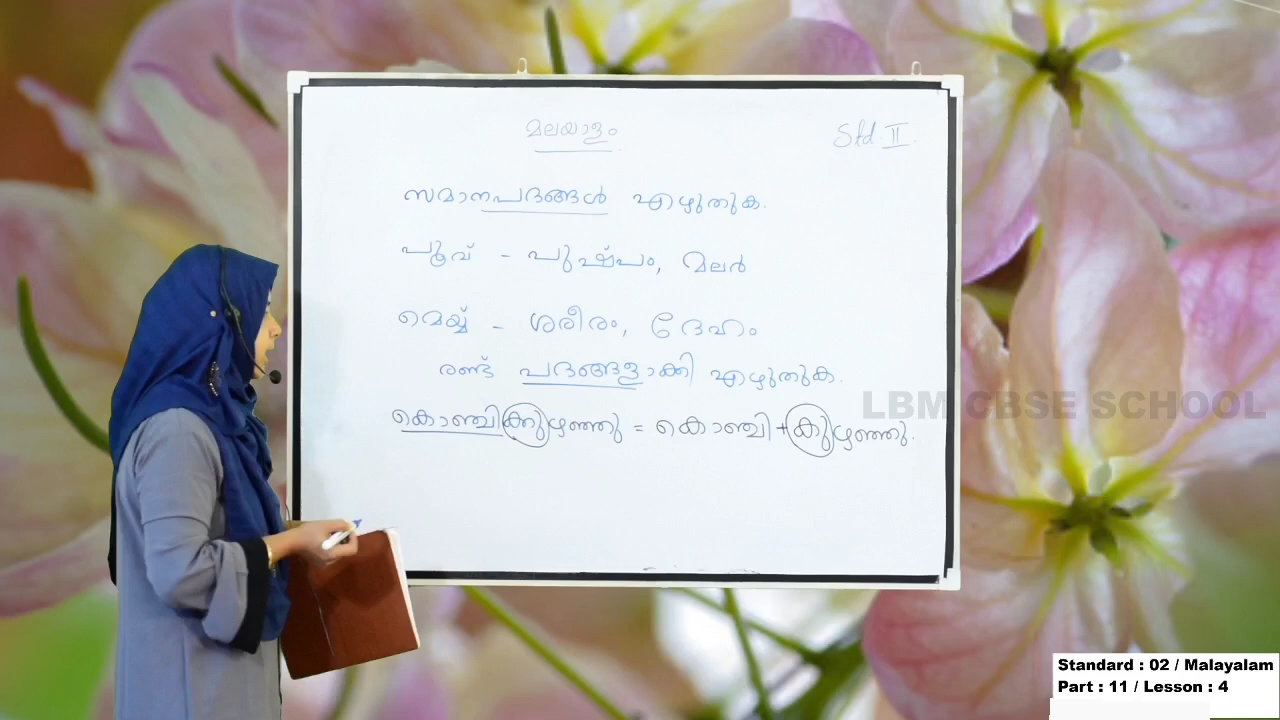 മലയാളം
Std II
സമാനപദങ്ങൾ എഴുതുക.
പൂവ് - പുഷ്പം, മലർ
മെയ്യ് - ശരീരം, ദേഹം
രണ്ട് പദങ്ങളാക്കി എഴുതുക.
കൊഞ്ചിക്കുഴഞ്ഞു = കൊഞ്ചി+കുഴഞ്ഞു.
LBM CBSE SCHOOL
Standard : 02 / Malayalam
Part : 11 / Lesson : 4